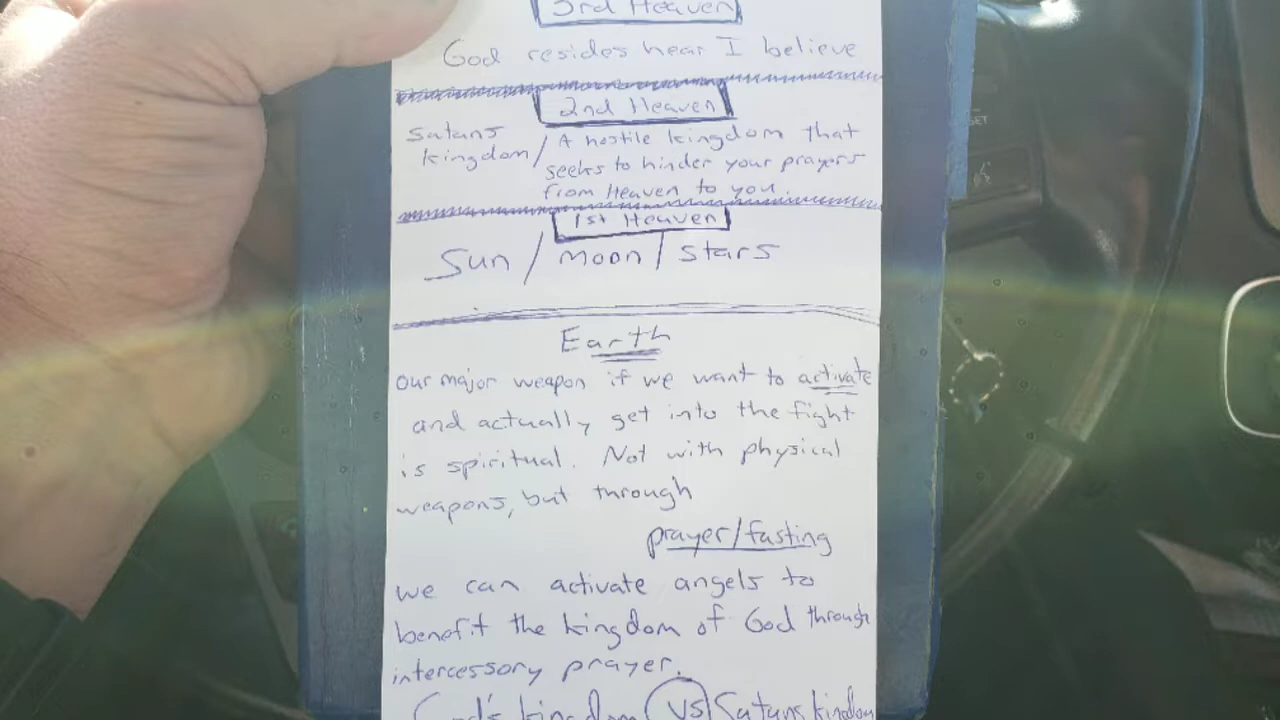 3rd Heaven
God resides hear I believe
2nd Heaven
Satans kingdom / A hostile kingdom that
seeks to hinder your prayers
from Heaven to you.
1st Heaven
Sun / moon / stars
Earth
our major weapon if we want to activate
and actually get into the fight
is spiritual. Not with physical
weapons, but through
prayer/fasting
we can activate angels to
benefit the kingdom of God through
intercessory prayer.
God's kingdom VS Satans kingdom
SET